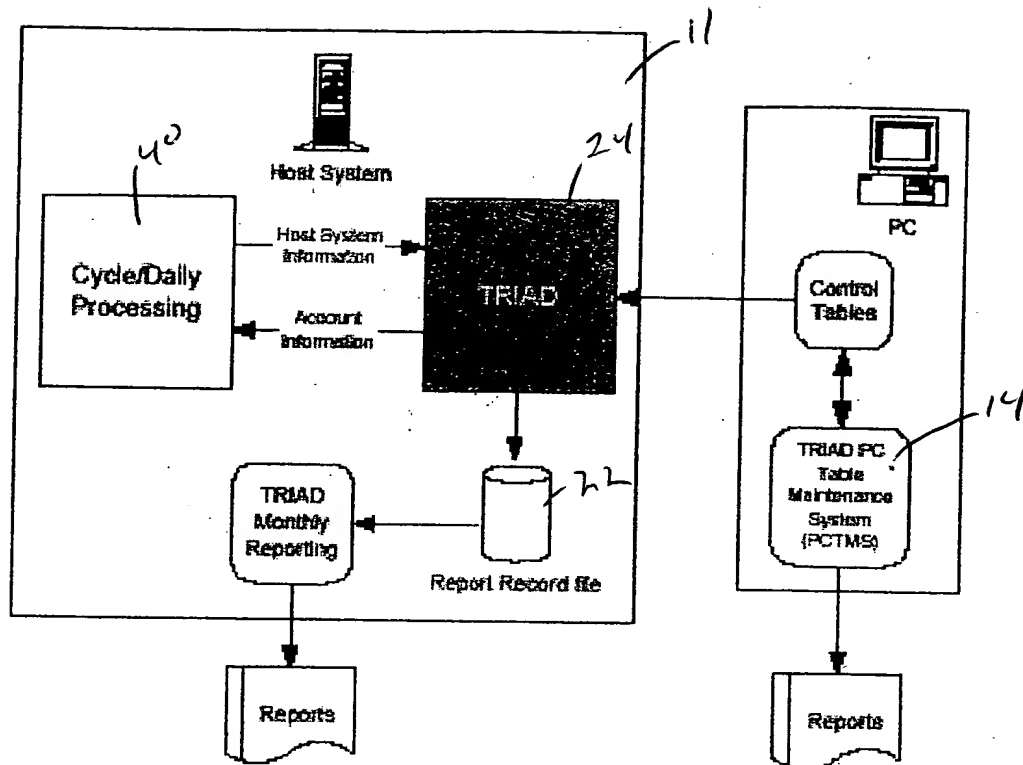 11
Host System
40
24
Cycle/Daily
Processing
Host System
Information
Account
Information
TRIAD
PC
Control
Tables
14
TRIAD PC
Table
Maintenance
System
(PCTMS)
TRIAD
Monthly
Reporting
22
Report Record file
Reports
Reports